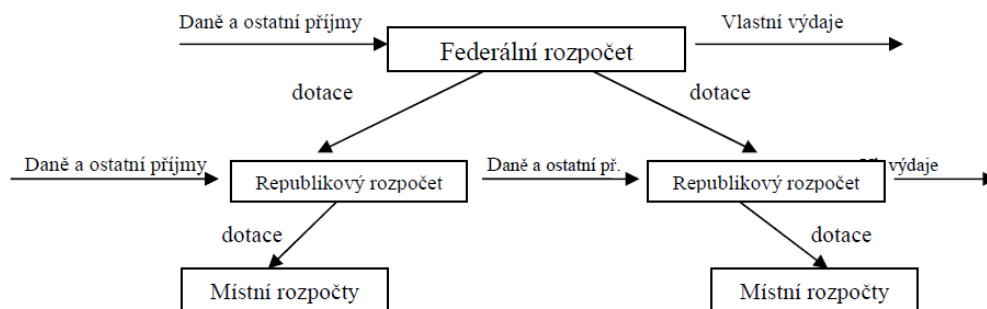 Daně a ostatní příjmy
Vlastní výdaje
Federální rozpočet
dotace
dotace
Daně a ostatní příjmy
Republikový rozpočet
Daně a ostatní př.
Republikový rozpočet
výdaje
dotace
dotace
Místní rozpočty
Místní rozpočty